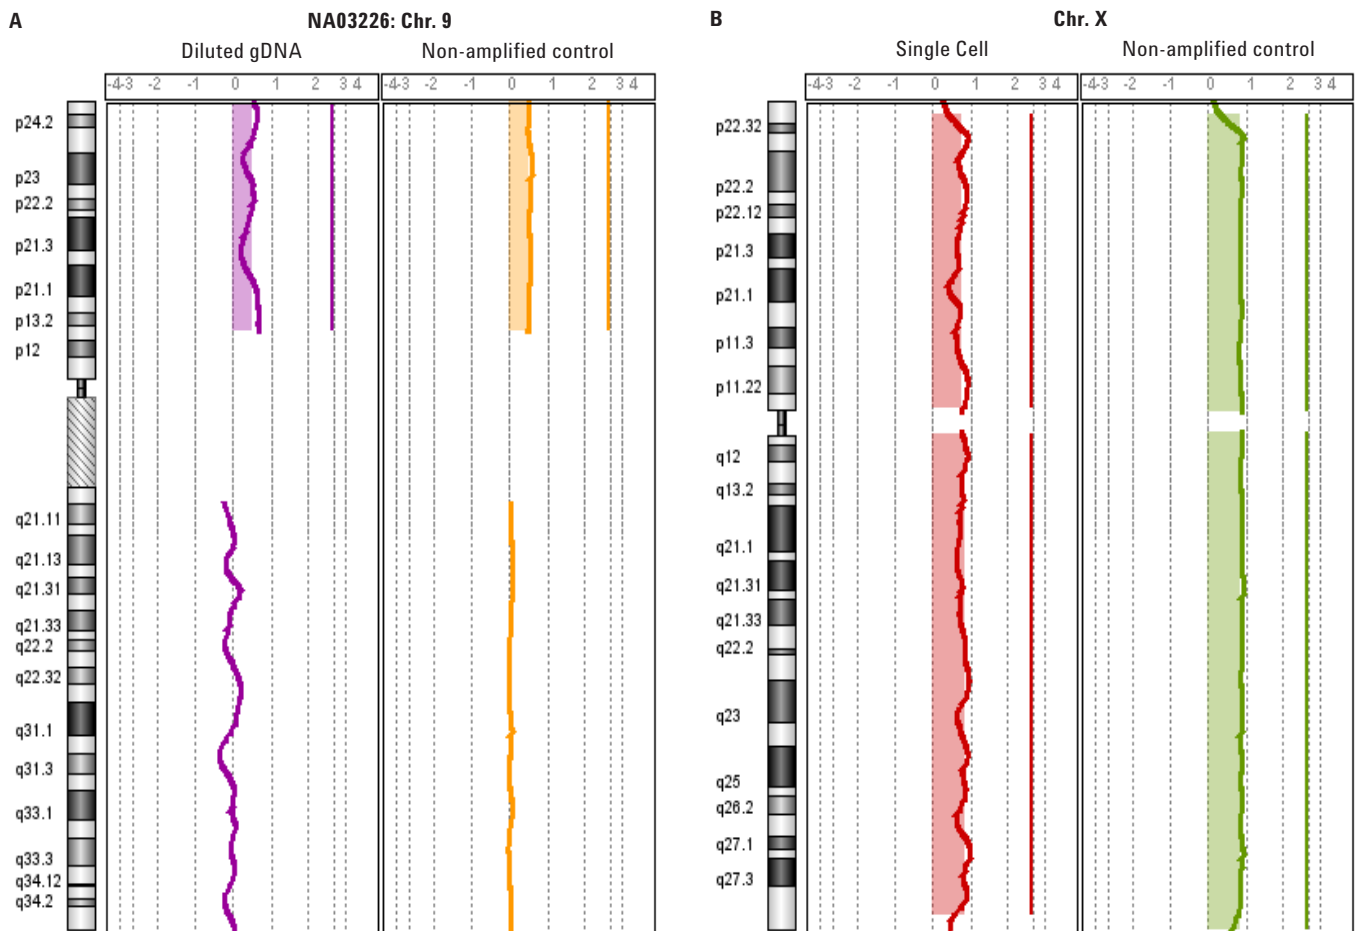 A NA03226: Chr. 9
Diluted gDNA Non-amplified control
-4-3 -2 -1 0 1 2 3 4 -4-3 -2 -1 0 1 2 3 4
p24.2
p23
p22.2
p21.3
p21.1
p13.2
p12
q21.11
q21.13
q21.31
q21.33
q22.2
q22.32
q31.1
q31.3
q33.1
q33.3
q34.12
q34.2
B Chr. X
Single Cell Non-amplified control
-4-3 -2 -1 0 1 2 3 4 -4-3 -2 -1 0 1 2 3 4
p22.32
p22.2
p22.12
p21.3
p21.1
p11.3
p11.22
q12
q13.2
q21.1
q21.31
q21.33
q22.2
q23
q25
q26.2
q27.1
q27.3